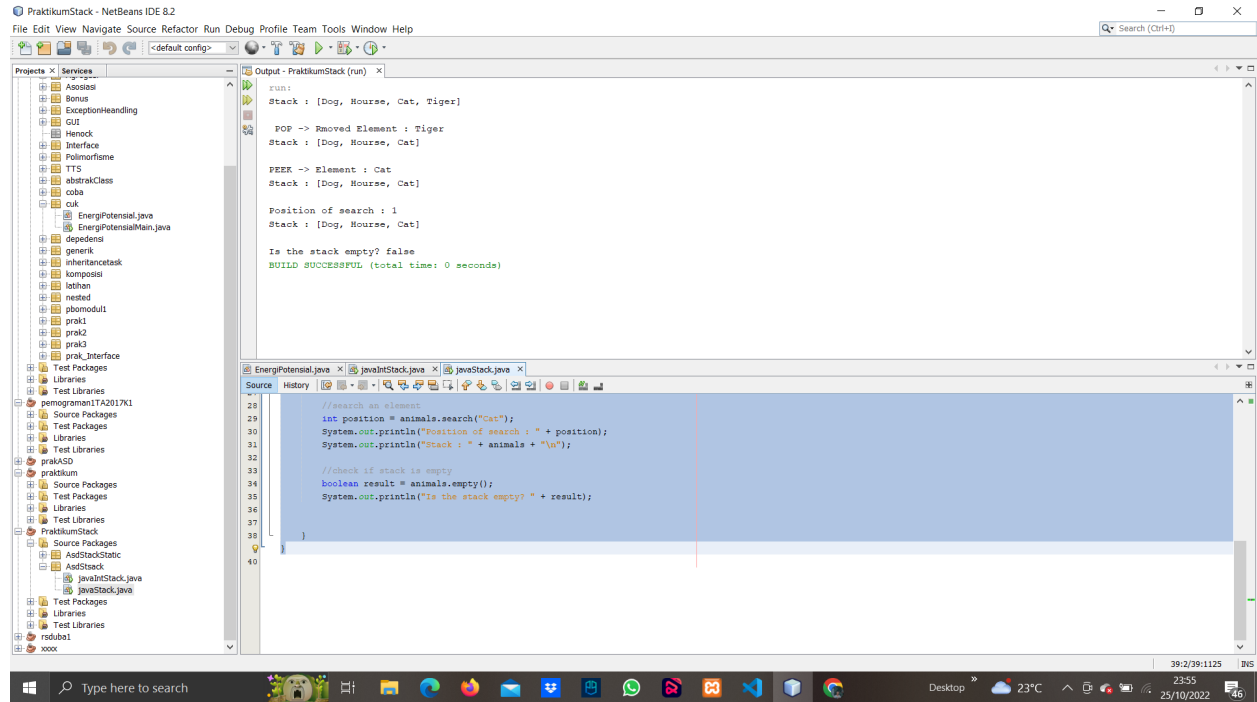 PraktikumStack - NetBeans IDE 8.2
File Edit View Navigate Source Refactor Run Debug Profile Team Tools Window Help
Search (Ctrl+I)
<default config>
Projects Services
Asosiasi
Bonus
ExceptionHeandling
GUI
Henock
Interface
Polimorfisme
TTS
abstrakClass
coba
cuk
EnergiPotensial.java
EnergiPotensialMain.java
depedensi
generik
inheritancetask
komposisi
latihan
nested
pbomodul1
prak1
prak2
prak3
prak_Interface
Test Packages
Libraries
Test Libraries
pemograman1TA2017K1
Source Packages
Test Packages
Libraries
Test Libraries
prakASD
praktikum
Source Packages
Test Packages
Libraries
Test Libraries
PraktikumStack
Source Packages
AsdStackStatic
AsdStsack
javaIntStack.java
javaStack.java
Test Packages
Libraries
Test Libraries
rsduba1
xxxx
Output - PraktikumStack (run)
run:
Stack : [Dog, Hourse, Cat, Tiger]
POP -> Rmoved Element : Tiger
Stack : [Dog, Hourse, Cat]
PEEK -> Element : Cat
Stack : [Dog, Hourse, Cat]
Position of search : 1
Stack : [Dog, Hourse, Cat]
Is the stack empty? false
BUILD SUCCESSFUL (total time: 0 seconds)
EnergiPotensial.java javaIntStack.java javaStack.java
Source History
28 //search an element
29 int position = animals.search("Cat");
30 System.out.println("Position of search : " + position);
31 System.out.println("Stack : " + animals + "\n");
32
33 //check if stack is empty
34 boolean result = animals.empty();
35 System.out.println("Is the stack empty? " + result);
36
37
38 }
}
40
39:2/39:1125 INS
Type here to search
Desktop
23°C
23:55
25/10/2022
46